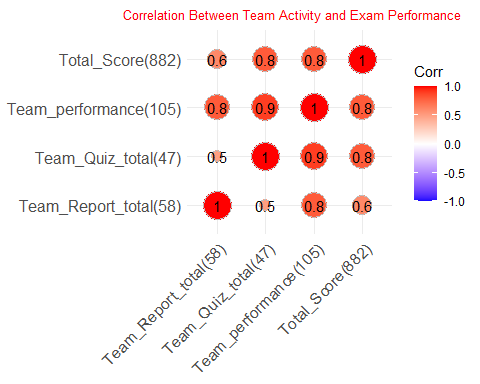 Correlation Between Team Activity and Exam Performance
Total_Score(882) 0.6 0.8 0.8 1
Team_performance(105) 0.8 0.9 1 0.8
Team_Quiz_total(47) 0.5 1 0.9 0.8
Team_Report_total(58) 1 0.5 0.8 0.6
Team_Report_total(58)
Team_Quiz_total(47)
Team_performance(105)
Total_Score(882)
Corr
1.0
0.5
0.0
-0.5
-1.0